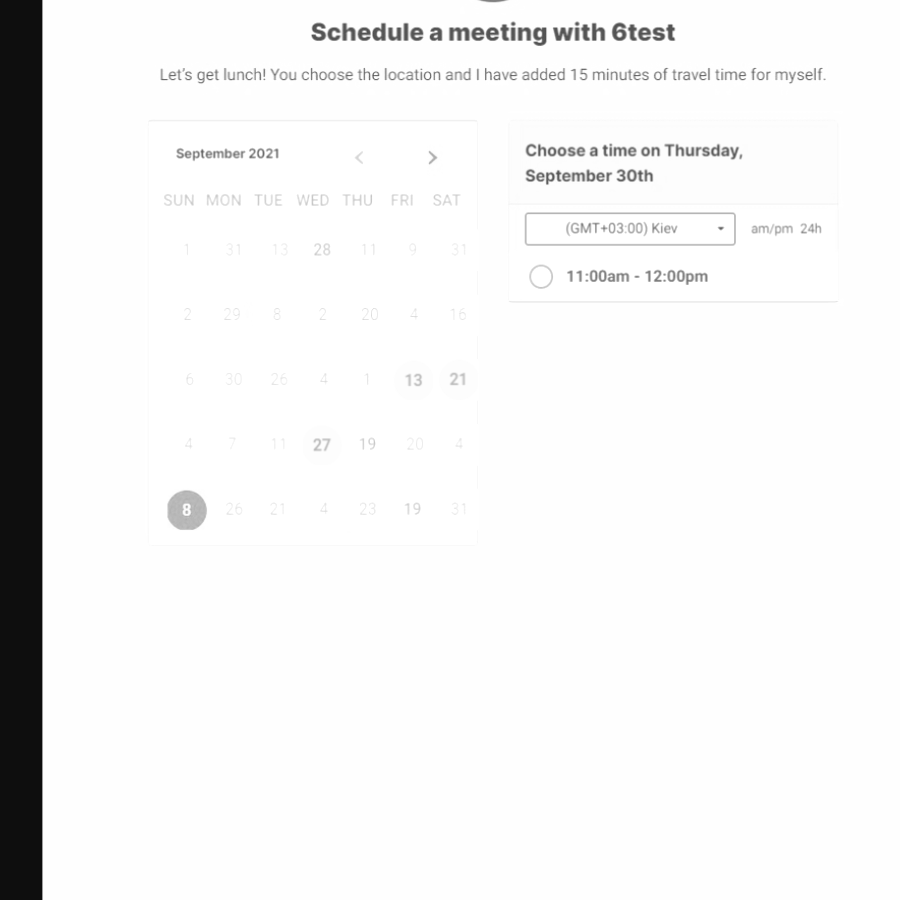 Schedule a meeting with 6test
Let's get lunch! You choose the location and I have added 15 minutes of travel time for myself.
September 2021
SUN MON TUE WED THU FRI SAT
1 31 13 28 11 9 31
2 29 8 2 20 4 16
6 30 26 4 1 13 21
4 7 11 27 19 20 4
8 26 21 4 23 19 31
Choose a time on Thursday,
September 30th
(GMT+03:00) Kiev am/pm 24h
11:00am - 12:00pm